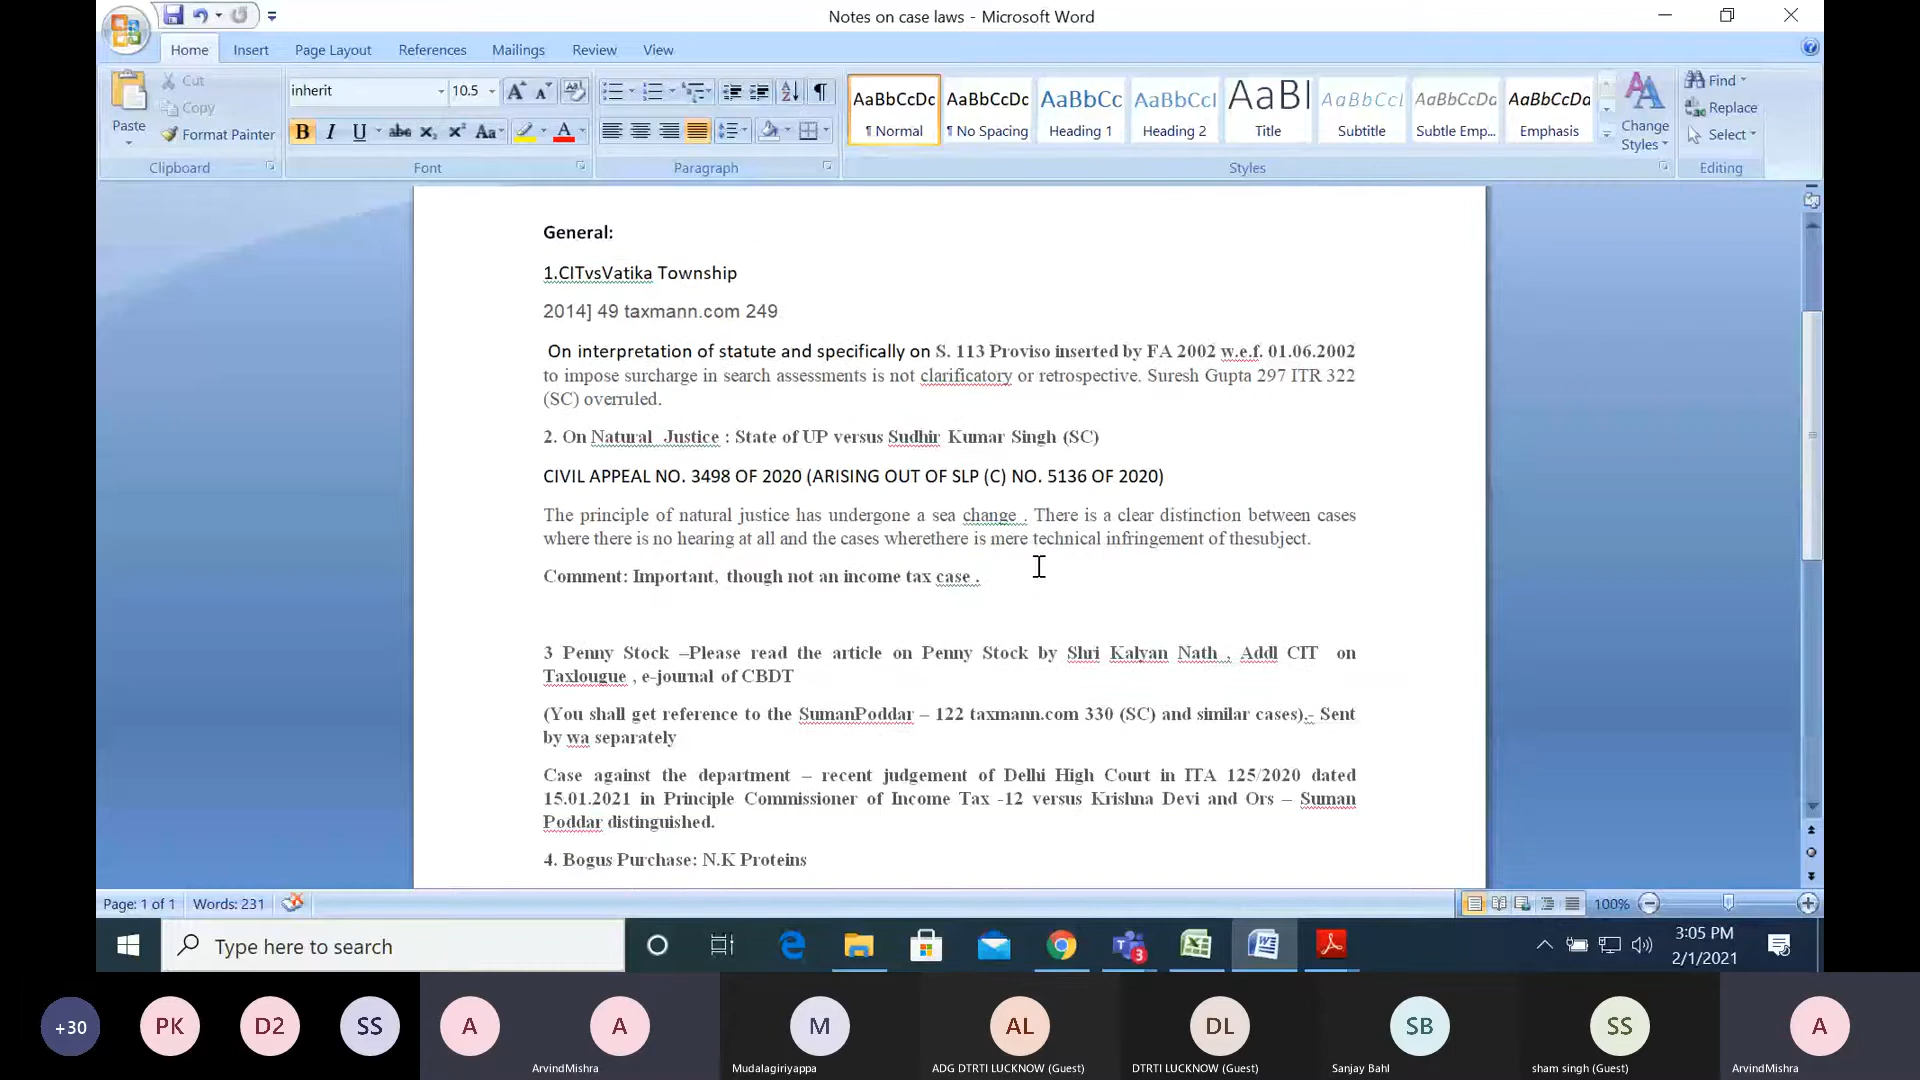 Notes on case laws - Microsoft Word
Home Insert Page Layout References Mailings Review View
Paste
Cut
Copy
Format Painter
Clipboard
inherit 10.5
Font
Paragraph
AaBbCcDc AaBbCcDc AaBbCc AaBbCcI AaBI AaBbCcL AaBbCcDa AaBbCcDa
¶ Normal ¶ No Spacing Heading 1 Heading 2 Title Subtitle Subtle Emp... Emphasis
Change Styles
Styles
Find
Replace
Select
Editing
General:
1.CITvsVatika Township
2014] 49 taxmann.com 249
On interpretation of statute and specifically on S. 113 Proviso inserted by FA 2002 w.e.f. 01.06.2002
to impose surcharge in search assessments is not clarificatory or retrospective. Suresh Gupta 297 ITR 322
(SC) overruled.
2. On Natural Justice : State of UP versus Sudhir Kumar Singh (SC)
CIVIL APPEAL NO. 3498 OF 2020 (ARISING OUT OF SLP (C) NO. 5136 OF 2020)
The principle of natural justice has undergone a sea change . There is a clear distinction between cases
where there is no hearing at all and the cases wherethere is mere technical infringement of thesubject.
Comment: Important, though not an income tax case .
3 Penny Stock –Please read the article on Penny Stock by Shri Kalyan Nath , Addl CIT on
Taxlougue , e-journal of CBDT
(You shall get reference to the SumanPoddar – 122 taxmann.com 330 (SC) and similar cases).- Sent
by wa separately
Case against the department – recent judgement of Delhi High Court in ITA 125/2020 dated
15.01.2021 in Principle Commissioner of Income Tax -12 versus Krishna Devi and Ors – Suman
Poddar distinguished.
4. Bogus Purchase: N.K Proteins
Page: 1 of 1 Words: 231 100%
Type here to search
3
3:05 PM
2/1/2021
+30 PK D2 SS A A M AL DL SB SS A
ArvindMishra Mudalagiriyappa ADG DTRTI LUCKNOW (Guest) DTRTI LUCKNOW (Guest) Sanjay Bahl sham singh (Guest) ArvindMishra